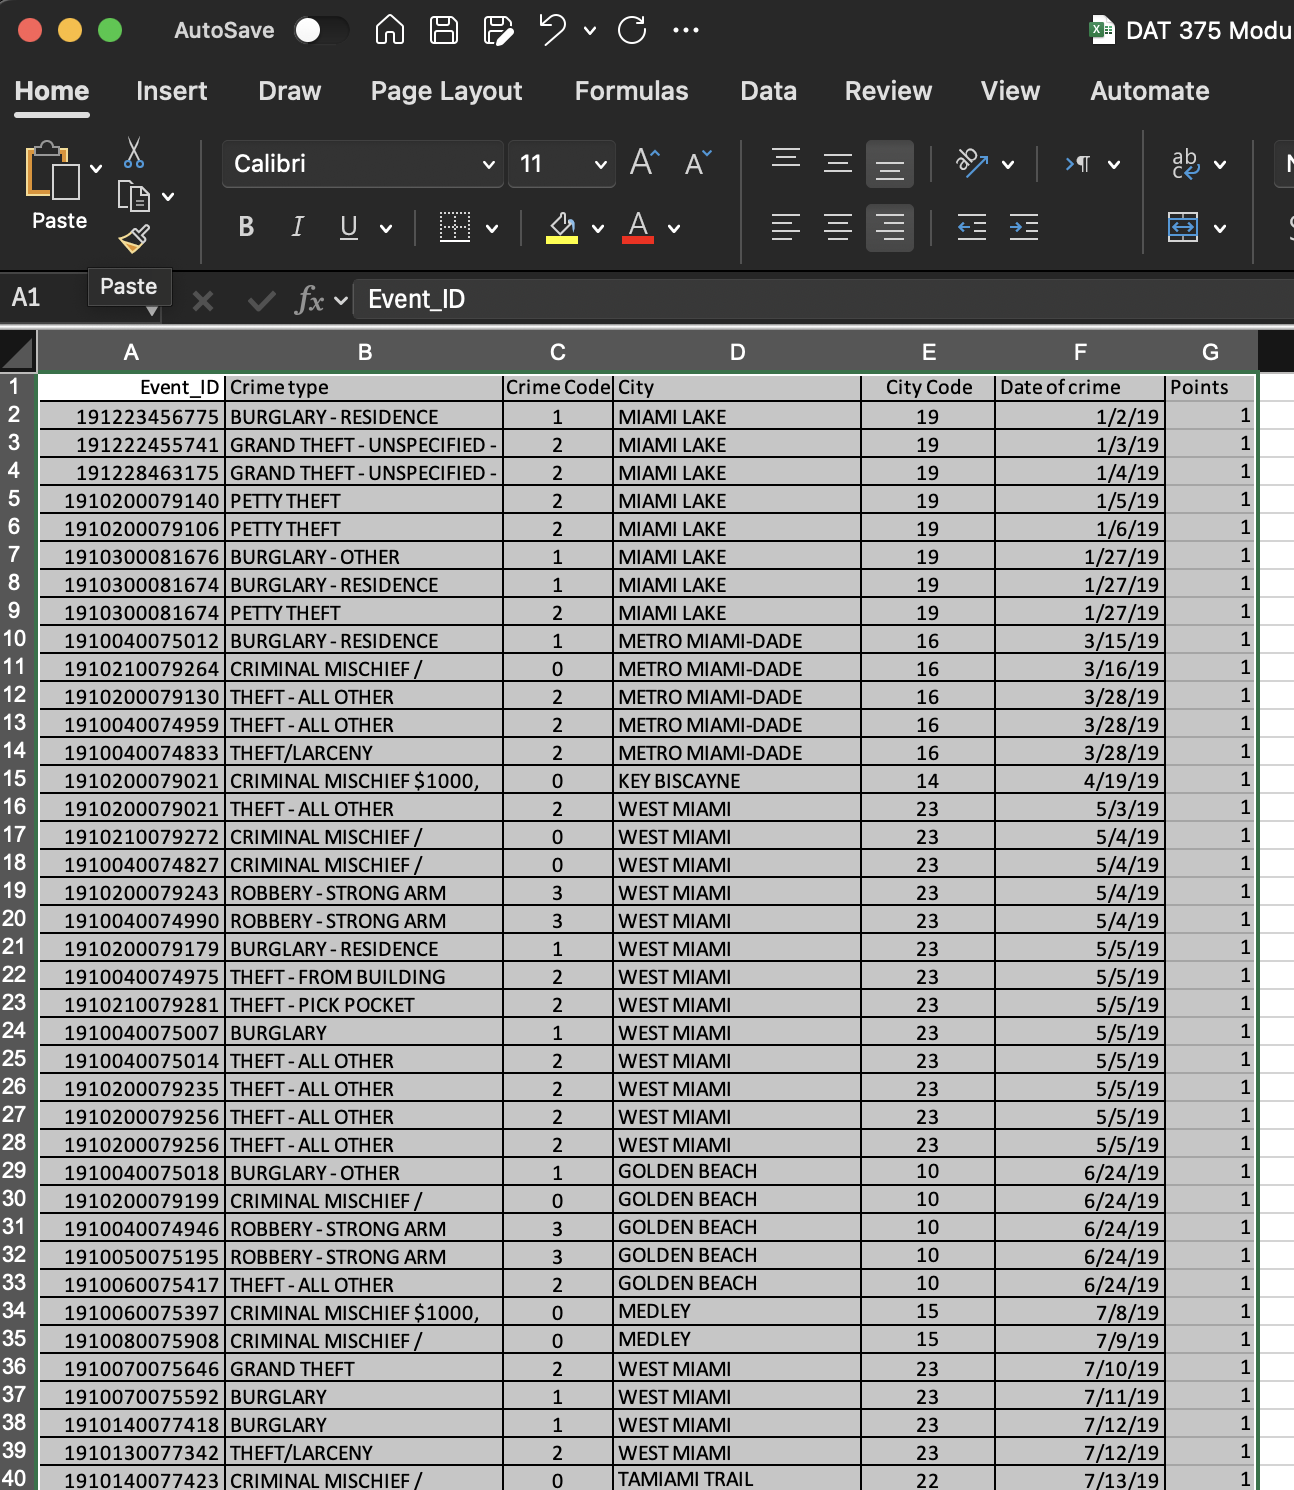 AutoSave DAT 375 Modu
Home Insert Draw Page Layout Formulas Data Review View Automate
Calibri 11
Paste
B I U A
Paste
A1 fx Event_ID
A B C D E F G
1 Event_ID Crime type Crime Code City City Code Date of crime Points
2 191223456775 BURGLARY - RESIDENCE 1 MIAMI LAKE 19 1/2/19 1
3 191222455741 GRAND THEFT - UNSPECIFIED - 2 MIAMI LAKE 19 1/3/19 1
4 191228463175 GRAND THEFT - UNSPECIFIED - 2 MIAMI LAKE 19 1/4/19 1
5 1910200079140 PETTY THEFT 2 MIAMI LAKE 19 1/5/19 1
6 1910200079106 PETTY THEFT 2 MIAMI LAKE 19 1/6/19 1
7 1910300081676 BURGLARY - OTHER 1 MIAMI LAKE 19 1/27/19 1
8 1910300081674 BURGLARY - RESIDENCE 1 MIAMI LAKE 19 1/27/19 1
9 1910300081674 PETTY THEFT 2 MIAMI LAKE 19 1/27/19 1
10 1910040075012 BURGLARY - RESIDENCE 1 METRO MIAMI-DADE 16 3/15/19 1
11 1910210079264 CRIMINAL MISCHIEF / 0 METRO MIAMI-DADE 16 3/16/19 1
12 1910200079130 THEFT - ALL OTHER 2 METRO MIAMI-DADE 16 3/28/19 1
13 1910040074959 THEFT - ALL OTHER 2 METRO MIAMI-DADE 16 3/28/19 1
14 1910040074833 THEFT/LARCENY 2 METRO MIAMI-DADE 16 3/28/19 1
15 1910200079021 CRIMINAL MISCHIEF $1000, 0 KEY BISCAYNE 14 4/19/19 1
16 1910200079021 THEFT - ALL OTHER 2 WEST MIAMI 23 5/3/19 1
17 1910210079272 CRIMINAL MISCHIEF / 0 WEST MIAMI 23 5/4/19 1
18 1910040074827 CRIMINAL MISCHIEF / 0 WEST MIAMI 23 5/4/19 1
19 1910200079243 ROBBERY - STRONG ARM 3 WEST MIAMI 23 5/4/19 1
20 1910040074990 ROBBERY - STRONG ARM 3 WEST MIAMI 23 5/4/19 1
21 1910200079179 BURGLARY - RESIDENCE 1 WEST MIAMI 23 5/5/19 1
22 1910040074975 THEFT - FROM BUILDING 2 WEST MIAMI 23 5/5/19 1
23 1910210079281 THEFT - PICK POCKET 2 WEST MIAMI 23 5/5/19 1
24 1910040075007 BURGLARY 1 WEST MIAMI 23 5/5/19 1
25 1910040075014 THEFT - ALL OTHER 2 WEST MIAMI 23 5/5/19 1
26 1910200079235 THEFT - ALL OTHER 2 WEST MIAMI 23 5/5/19 1
27 1910200079256 THEFT - ALL OTHER 2 WEST MIAMI 23 5/5/19 1
28 1910200079256 THEFT - ALL OTHER 2 WEST MIAMI 23 5/5/19 1
29 1910040075018 BURGLARY - OTHER 1 GOLDEN BEACH 10 6/24/19 1
30 1910200079199 CRIMINAL MISCHIEF / 0 GOLDEN BEACH 10 6/24/19 1
31 1910040074946 ROBBERY - STRONG ARM 3 GOLDEN BEACH 10 6/24/19 1
32 1910050075195 ROBBERY - STRONG ARM 3 GOLDEN BEACH 10 6/24/19 1
33 1910060075417 THEFT - ALL OTHER 2 GOLDEN BEACH 10 6/24/19 1
34 1910060075397 CRIMINAL MISCHIEF $1000, 0 MEDLEY 15 7/8/19 1
35 1910080075908 CRIMINAL MISCHIEF / 0 MEDLEY 15 7/9/19 1
36 1910070075646 GRAND THEFT 2 WEST MIAMI 23 7/10/19 1
37 1910070075592 BURGLARY 1 WEST MIAMI 23 7/11/19 1
38 1910140077418 BURGLARY 1 WEST MIAMI 23 7/12/19 1
39 1910130077342 THEFT/LARCENY 2 WEST MIAMI 23 7/12/19 1
40 1910140077423 CRIMINAL MISCHIEF / 0 TAMIAMI TRAIL 22 7/13/19 1